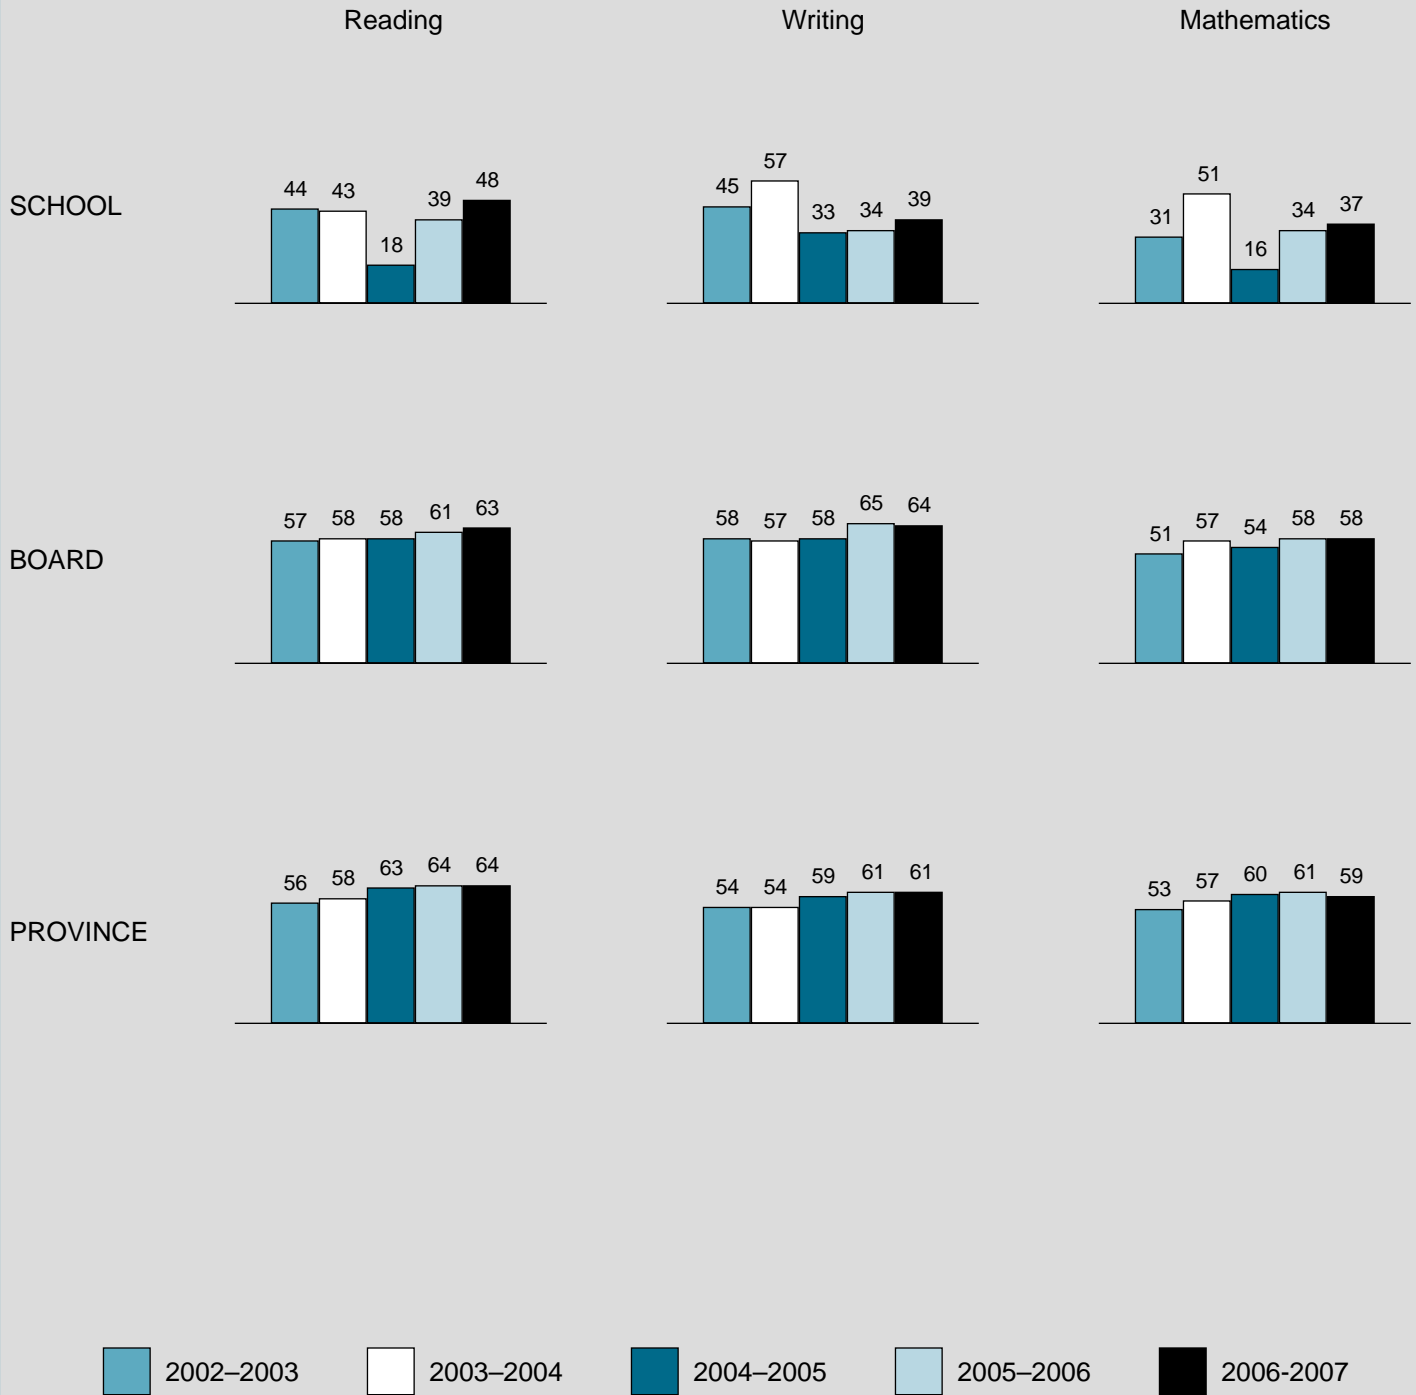 Reading Writing Mathematics
SCHOOL
44 43 18 39 48
45 57 33 34 39
31 51 16 34 37
BOARD
57 58 58 61 63
58 57 58 65 64
51 57 54 58 58
PROVINCE
56 58 63 64 64
54 54 59 61 61
53 57 60 61 59
2002–2003 2003–2004 2004–2005 2005–2006 2006-2007